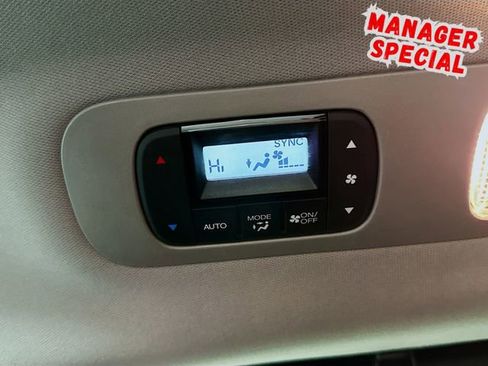 MANAGER
SPECIAL
SYNC
Hi
AUTO
MODE
ON/
OFF